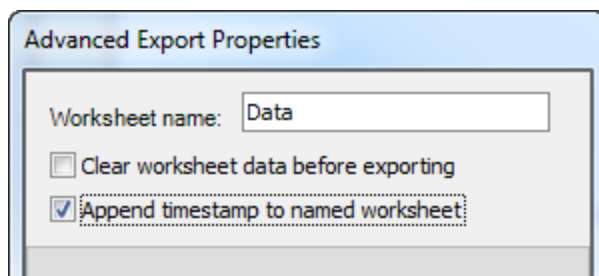 Advanced Export Properties
Worksheet name: Data
Clear worksheet data before exporting
Append timestamp to named worksheet